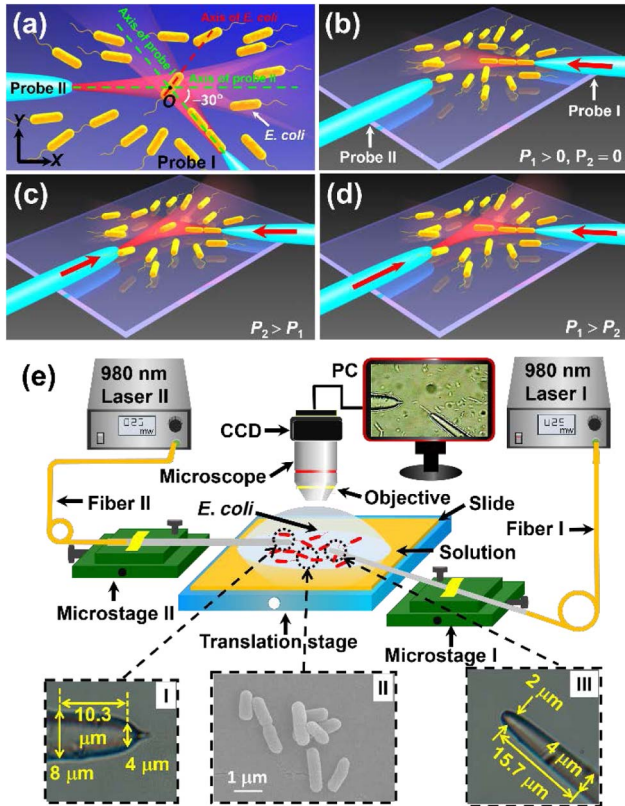 (a)
Axis of probe I
Axis of E. coli
Axis of probe II
Probe II
O
−30°
E. coli
Y
X
Probe I
(b)
Probe I
Probe II
P₁ > 0, P₂ = 0
(c)
P₂ > P₁
(d)
P₁ > P₂
(e)
980 nm
Laser II
mw
PC
980 nm
Laser I
mw
CCD
Microscope
Fiber II
Objective
E. coli
Slide
Fiber I
Solution
Microstage II
Translation stage
Microstage I
I
10.3
μm
8 μm
4 μm
II
1 μm
III
2 μm
4 μm
15.7 μm